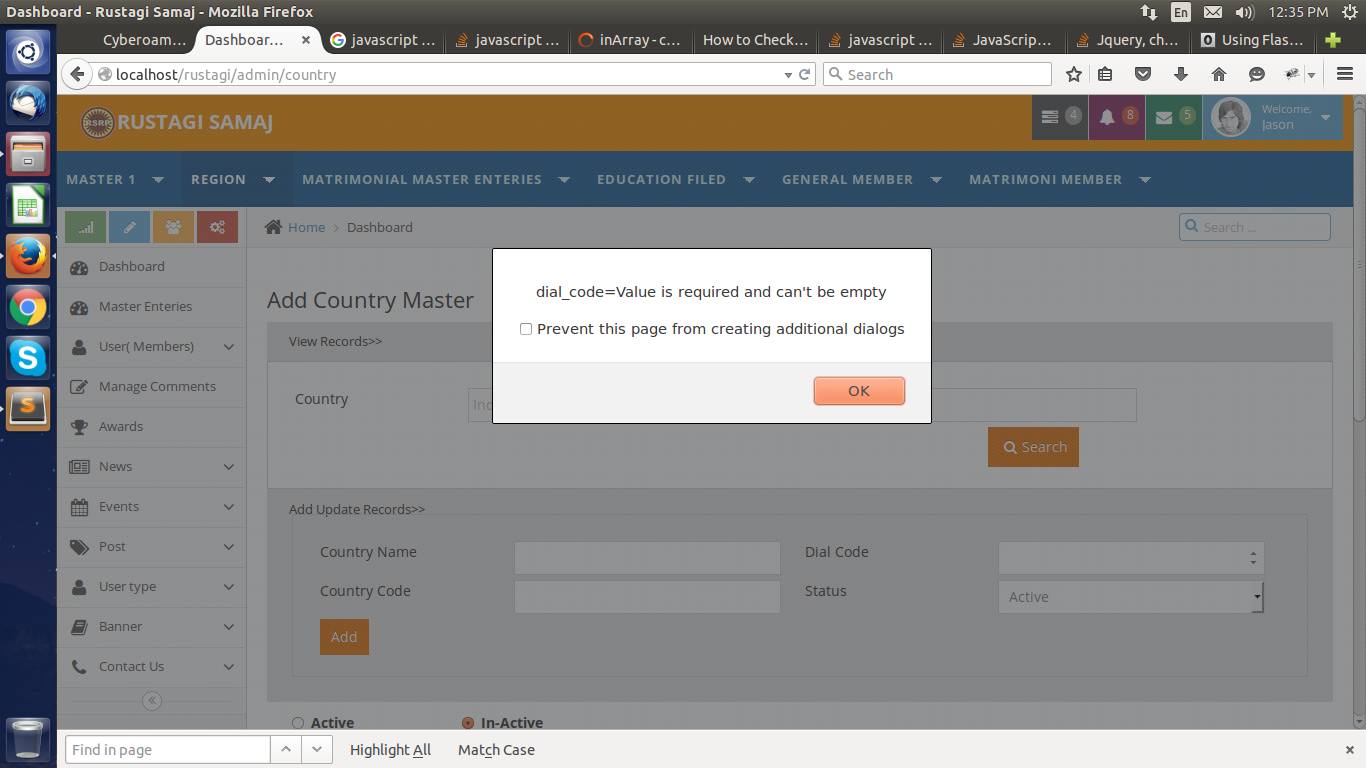 Dashboard - Rustagi Samaj - Mozilla Firefox
En
12:35 PM
Cyberoam...
Dashboar... ×
javascript ...
javascript ...
inArray - c...
How to Check...
javascript ...
JavaScrip...
Jquery, ch...
Using Flas...
localhost/rustagi/admin/country
Search
RSRP
RUSTAGI SAMAJ
4
8
5
Welcome,
Jason
MASTER 1
REGION
MATRIMONIAL MASTER ENTERIES
EDUCATION FILED
GENERAL MEMBER
MATRIMONI MEMBER
Home > Dashboard
Search ...
Dashboard
Master Enteries
User( Members)
Manage Comments
Awards
News
Events
Post
User type
Banner
Contact Us
dial_code=Value is required and can't be empty
Prevent this page from creating additional dialogs
OK
Add Country Master
View Records>>
Country
Search
Add Update Records>>
Country Name
Dial Code
Country Code
Status
Active
Add
Active
In-Active
Find in page
Highlight All
Match Case